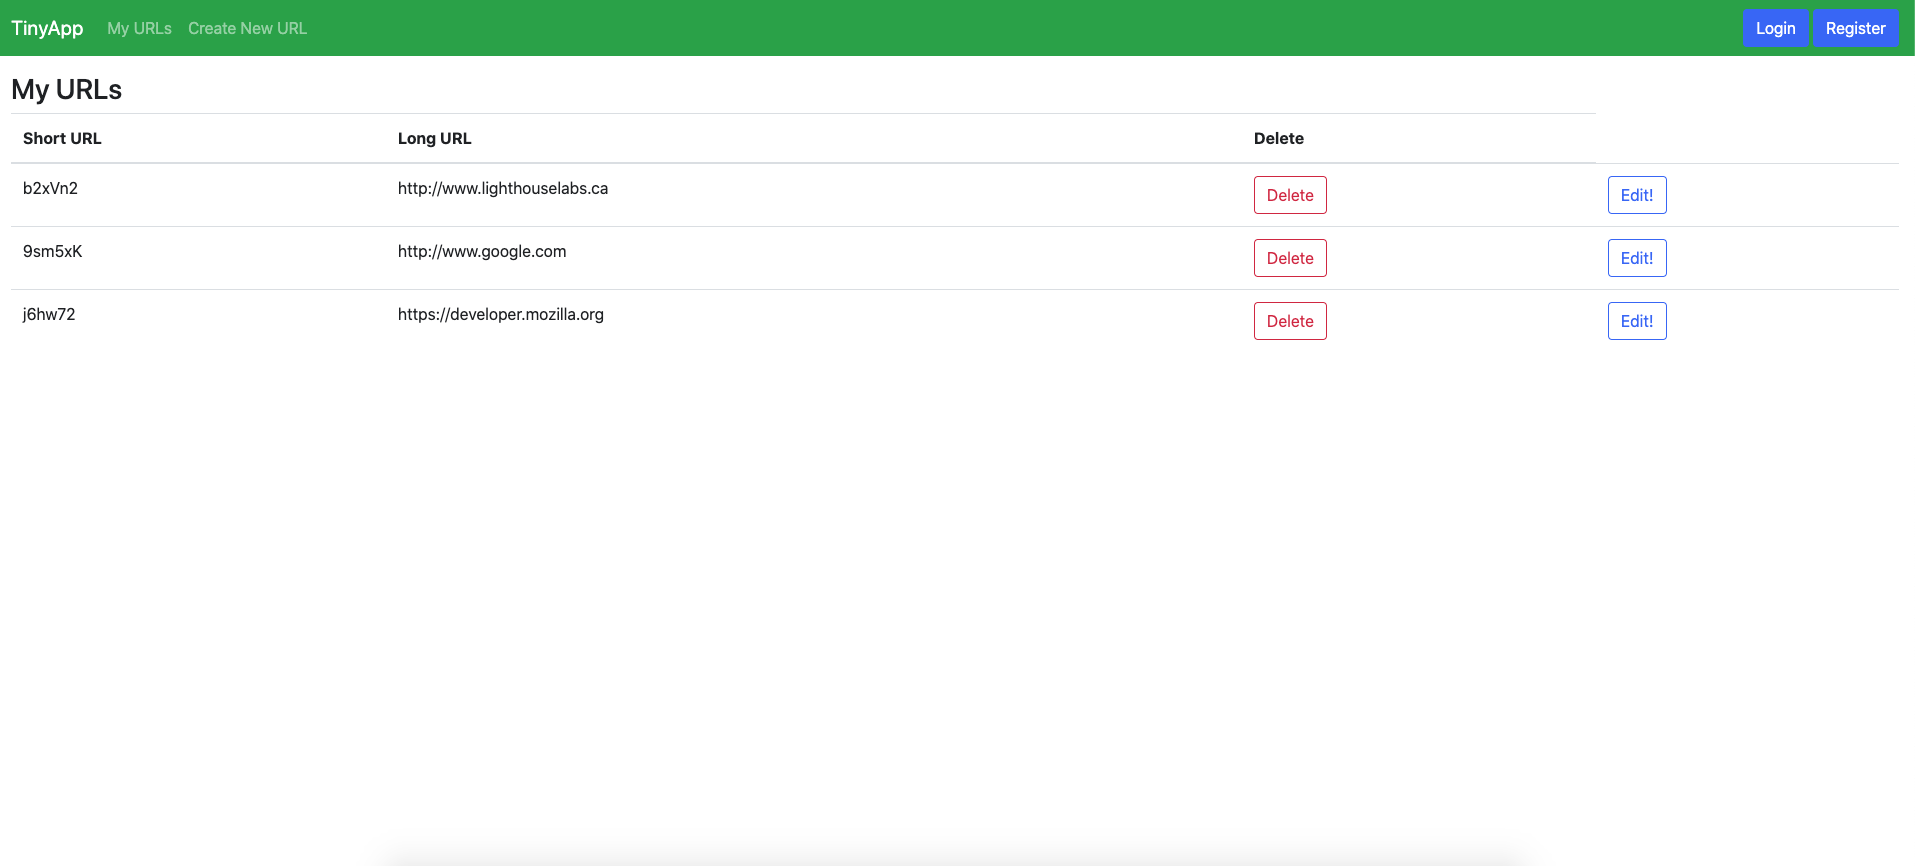 TinyApp My URLs Create New URL Login Register
My URLs
Short URL Long URL Delete
b2xVn2 http://www.lighthouselabs.ca Delete Edit!
9sm5xK http://www.google.com Delete Edit!
j6hw72 https://developer.mozilla.org Delete Edit!